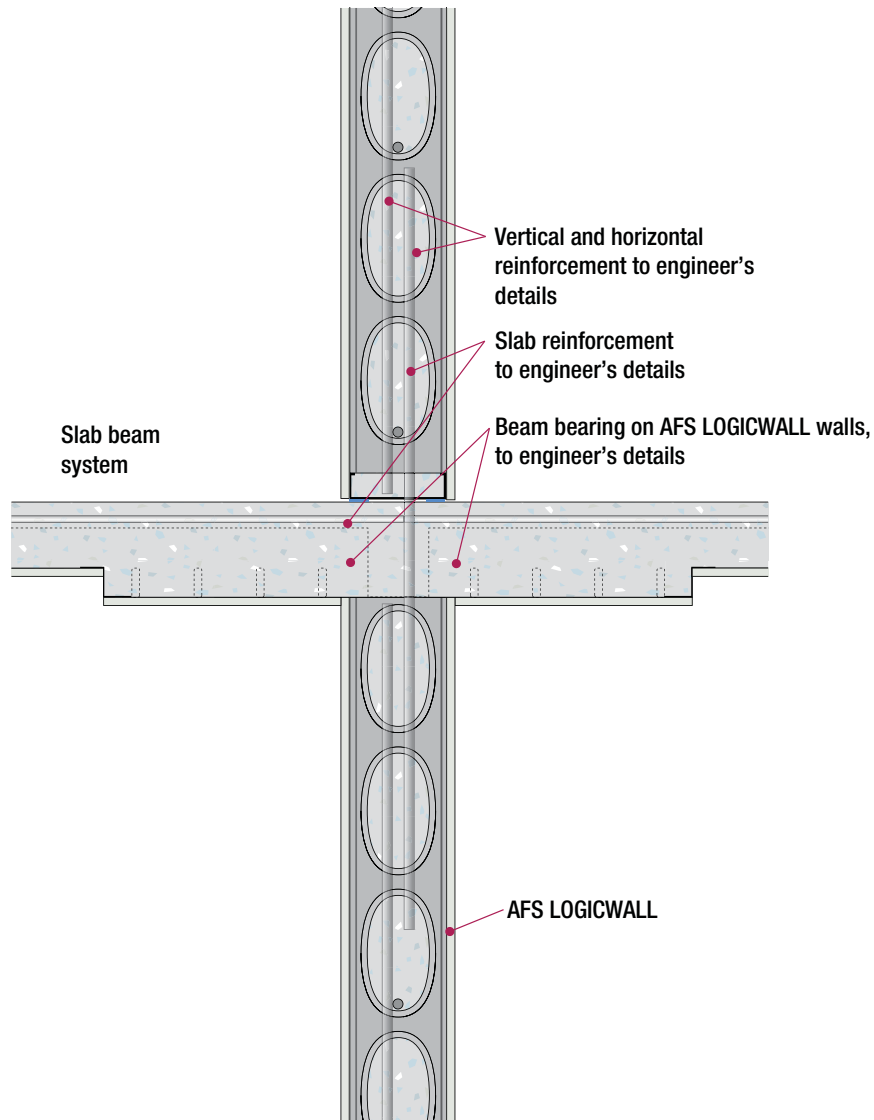 Vertical and horizontal
reinforcement to engineer's
details
Slab reinforcement
to engineer's details
Slab beam
system
Beam bearing on AFS LOGICWALL walls,
to engineer's details
AFS LOGICWALL